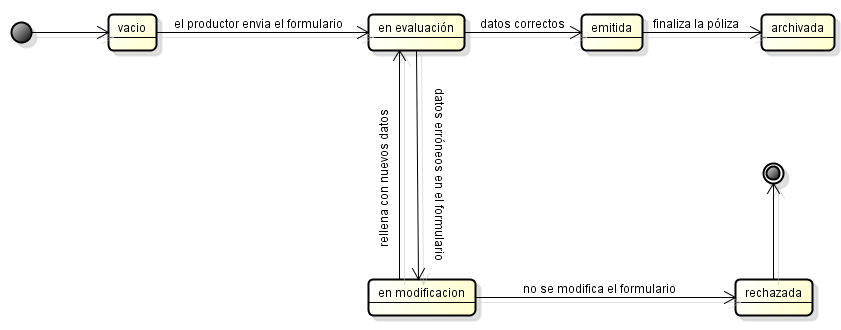 vacio
el productor envia el formulario
en evaluación
datos correctos
emitida
finaliza la póliza
archivada
rellena con nuevos datos
datos erróneos en el formulario
en modificacion
no se modifica el formulario
rechazada